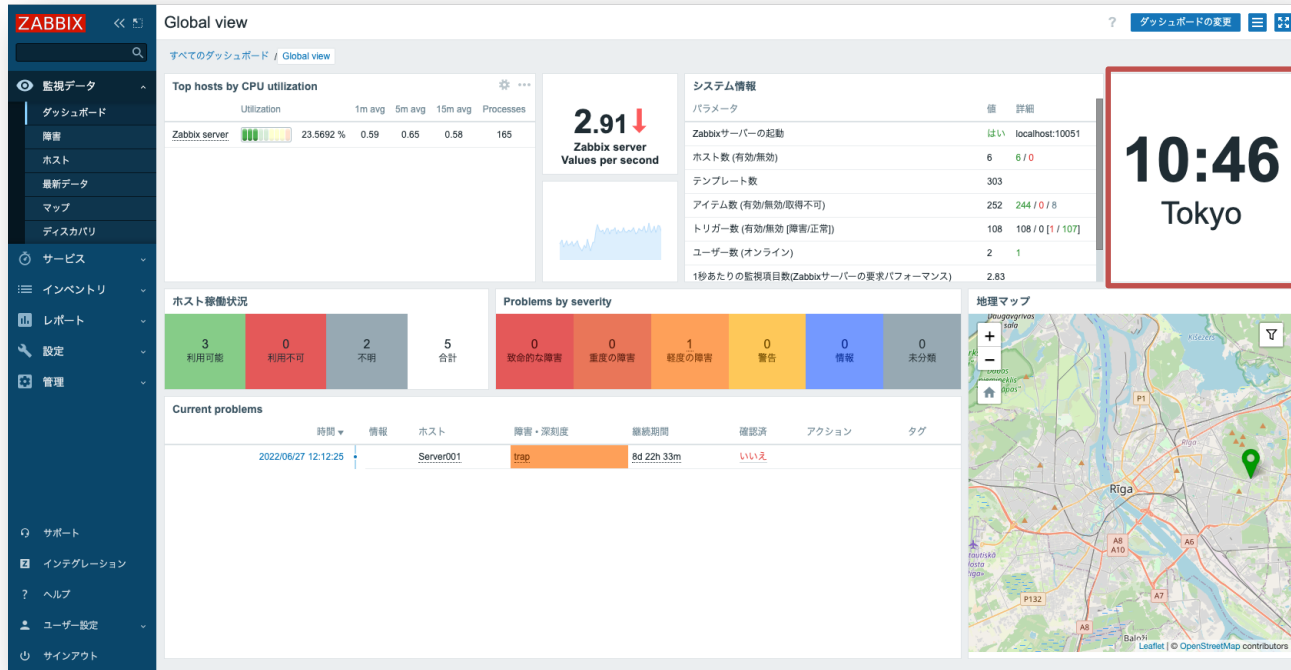 ZABBIX
監視データ
ダッシュボード
障害
ホスト
最新データ
マップ
ディスカバリ
サービス
インベントリ
レポート
設定
管理
サポート
インテグレーション
ヘルプ
ユーザー設定
サインアウト
Global view
? ダッシュボードの変更
すべてのダッシュボード / Global view
Top hosts by CPU utilization
Utilization 1m avg 5m avg 15m avg Processes
Zabbix server 23.5692 % 0.59 0.65 0.58 165
2.91
Zabbix server
Values per second
システム情報
パラメータ 値 詳細
Zabbixサーバーの起動 はい localhost:10051
ホスト数 (有効/無効) 6 6 / 0
テンプレート数 303
アイテム数 (有効/無効/取得不可) 252 244 / 0 / 8
トリガー数 (有効/無効 [障害/正常]) 108 108 / 0 [1 / 107]
ユーザー数 (オンライン) 2 1
1秒あたりの監視項目数(Zabbixサーバーの要求パフォーマンス) 2.83
10:46
Tokyo
ホスト稼働状況
3 0 2 5
利用可能 利用不可 不明 合計
Problems by severity
0 0 1 0 0 0
致命的な障害 重度の障害 軽度の障害 警告 情報 未分類
Current problems
時間 情報 ホスト 障害・深刻度 継続期間 確認済 アクション タグ
2022/06/27 12:12:25 Server001 trap 8d 22h 33m いいえ
地理マップ
Daugavgrīvas
sala
+
−
Ķīšezers
P1
Rīga
Rīga
A8
A10
A6
P132
A7
A8
Baloži
Leaflet | © OpenStreetMap contributors